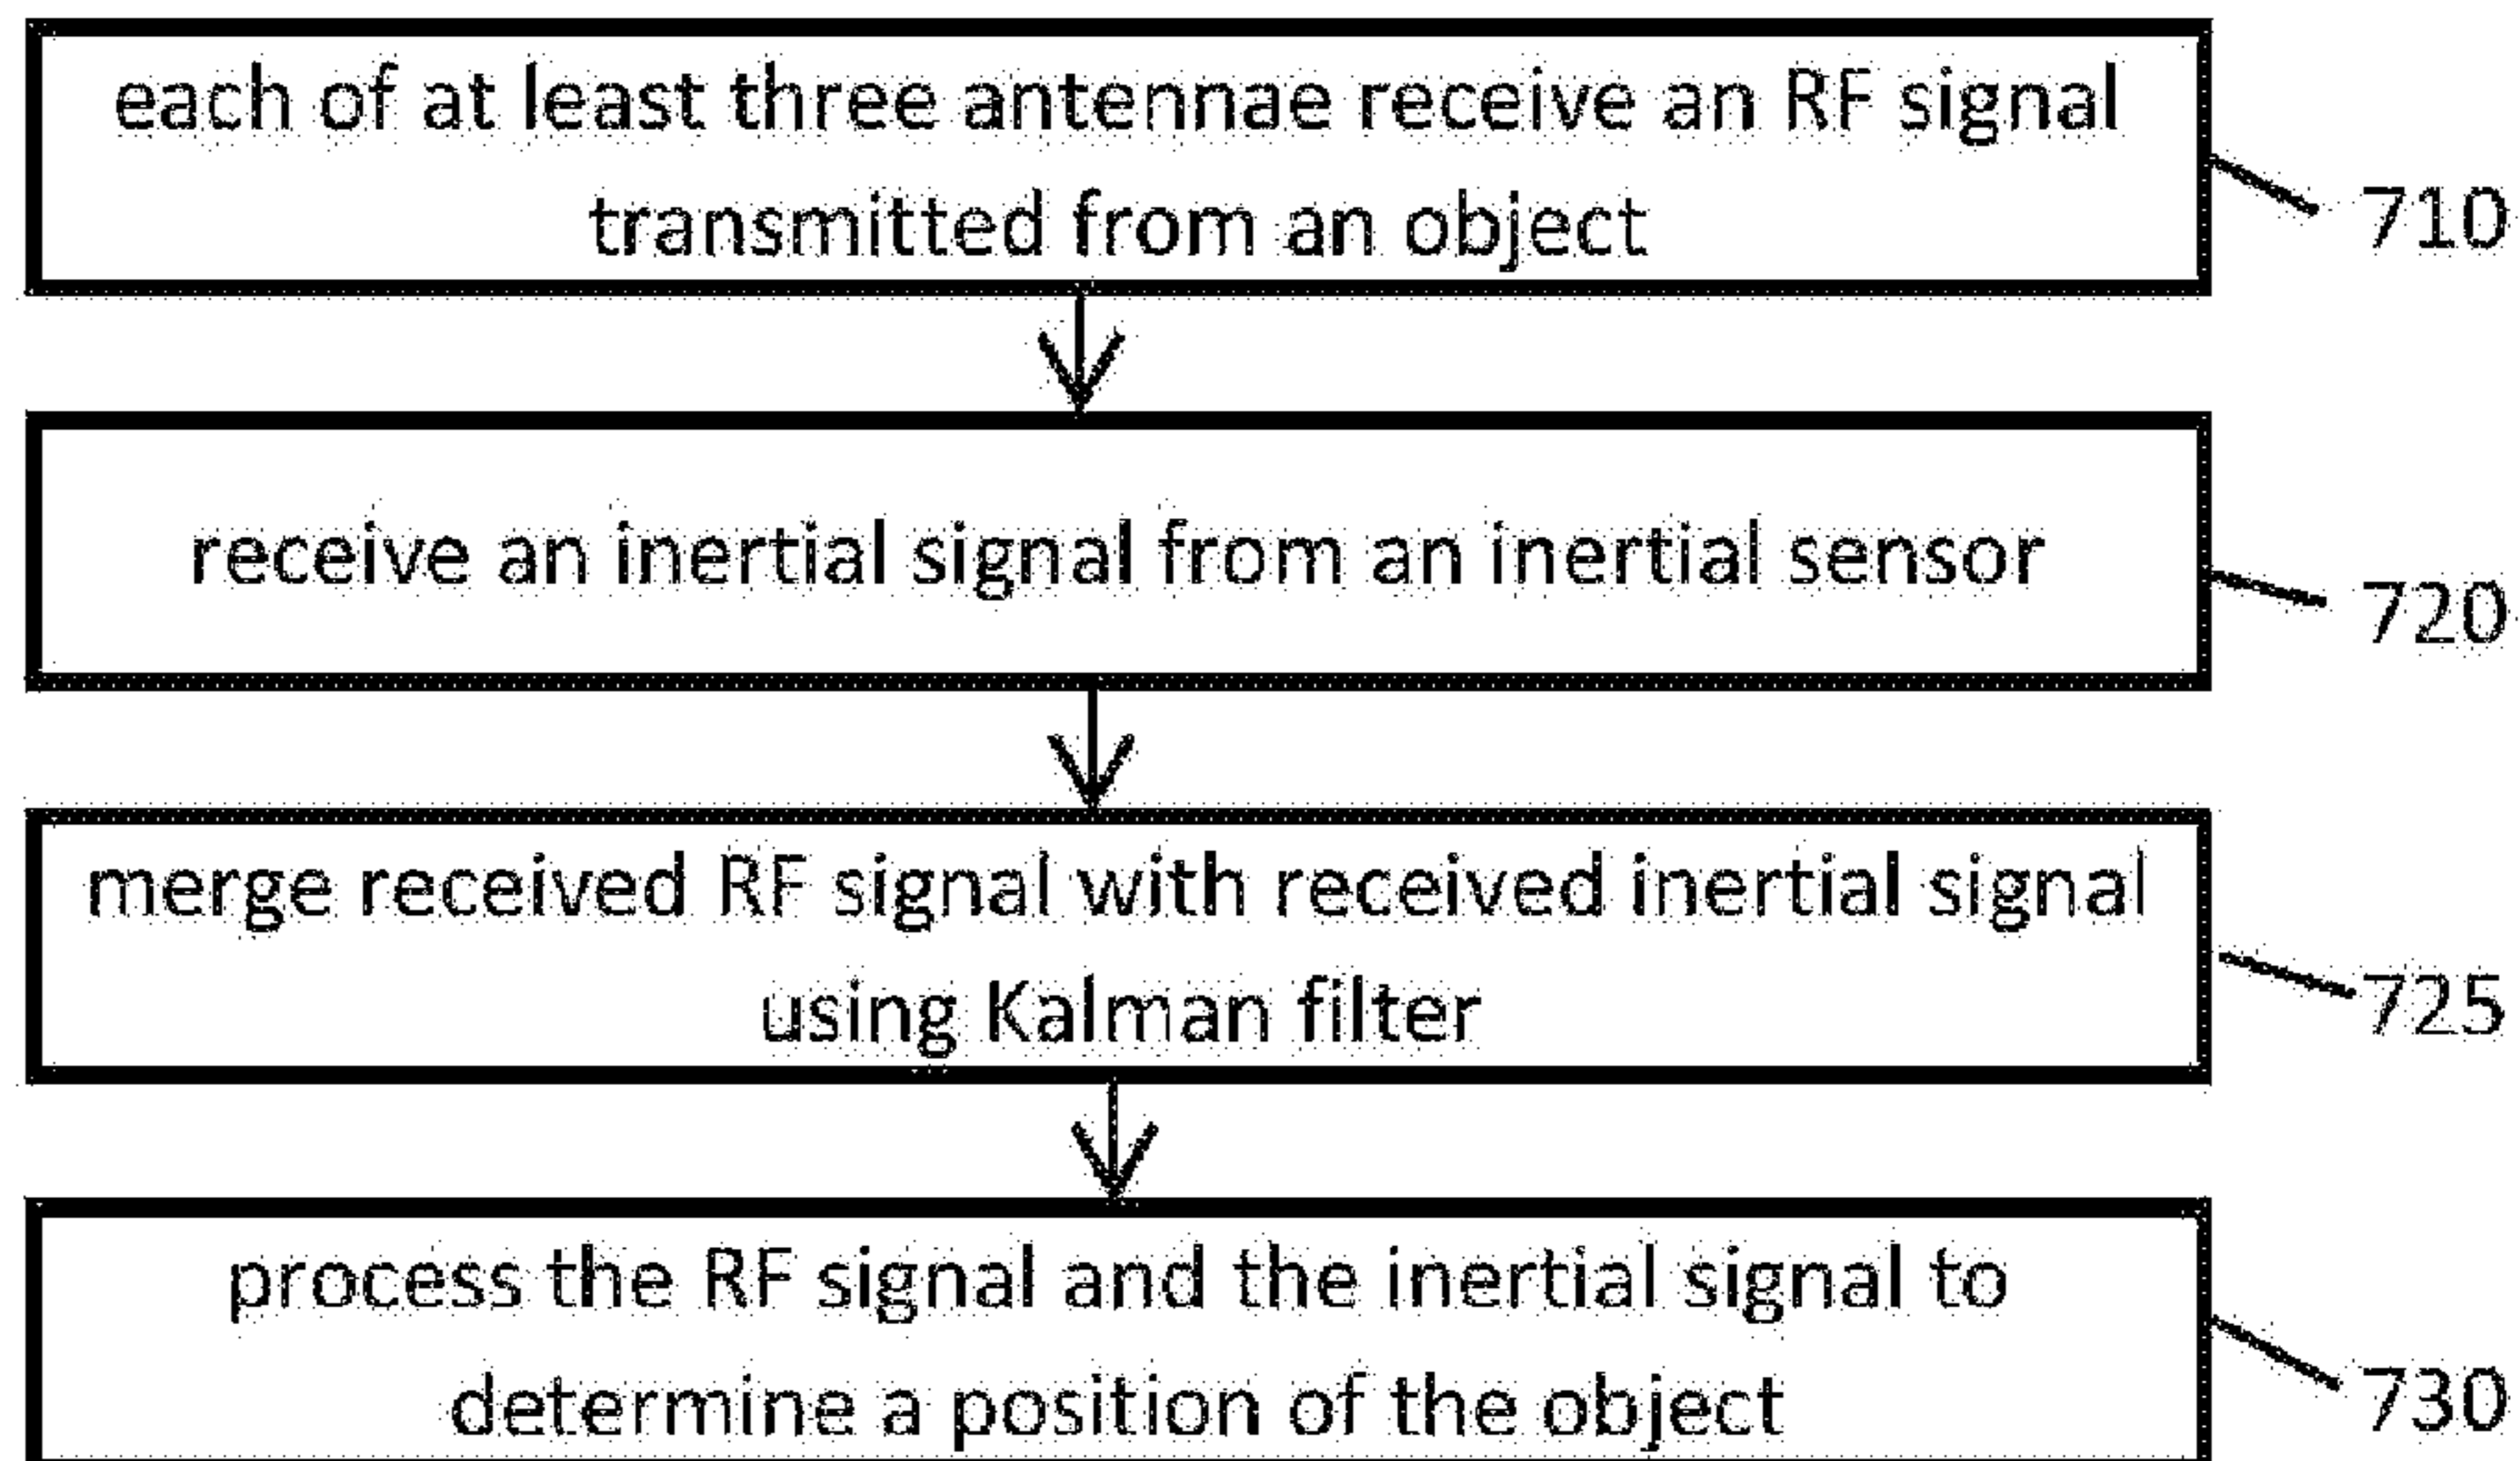 each of at least three antennae receive an RF signal
transmitted from an object
710
receive an inertial signal from an inertial sensor
720
merge received RF signal with received inertial signal
using Kalman filter
725
process the RF signal and the inertial signal to
determine a position of the object
730